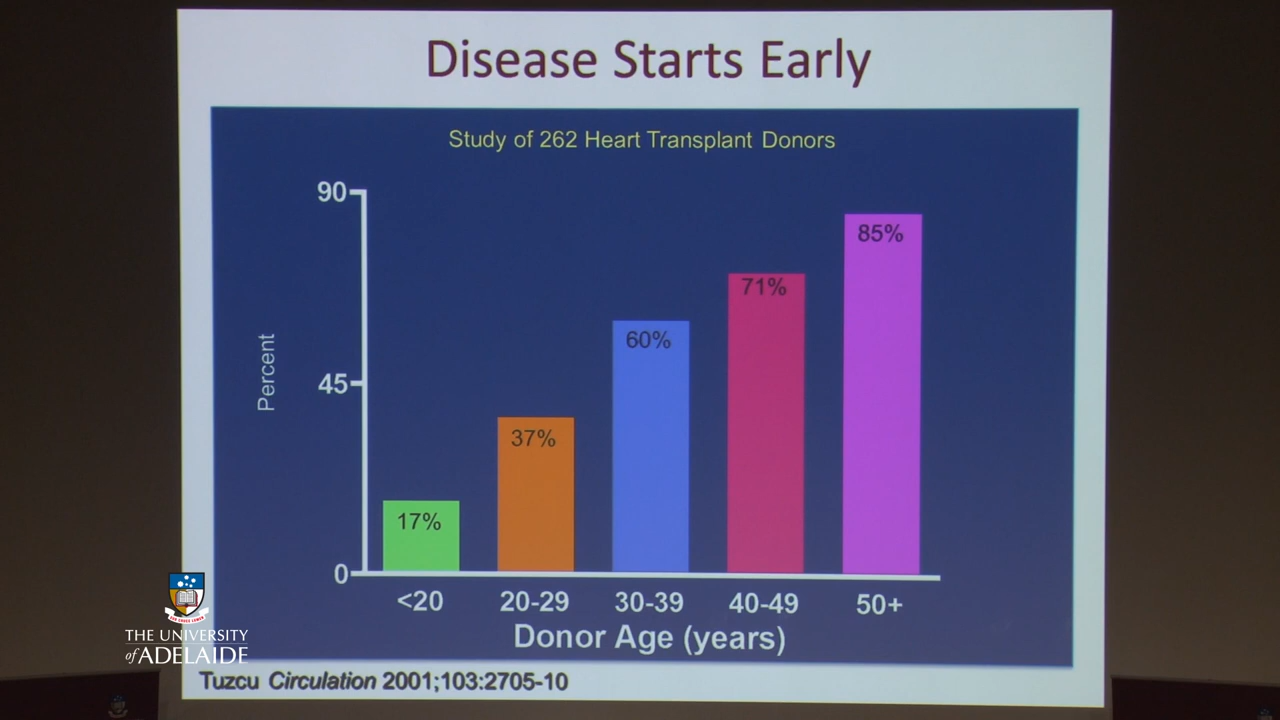 Disease Starts Early
Study of 262 Heart Transplant Donors
90
45
0
Percent
17%
37%
60%
71%
85%
<20
20-29
30-39
40-49
50+
Donor Age (years)
THE UNIVERSITY
of ADELAIDE
Tuzcu Circulation 2001;103:2705-10